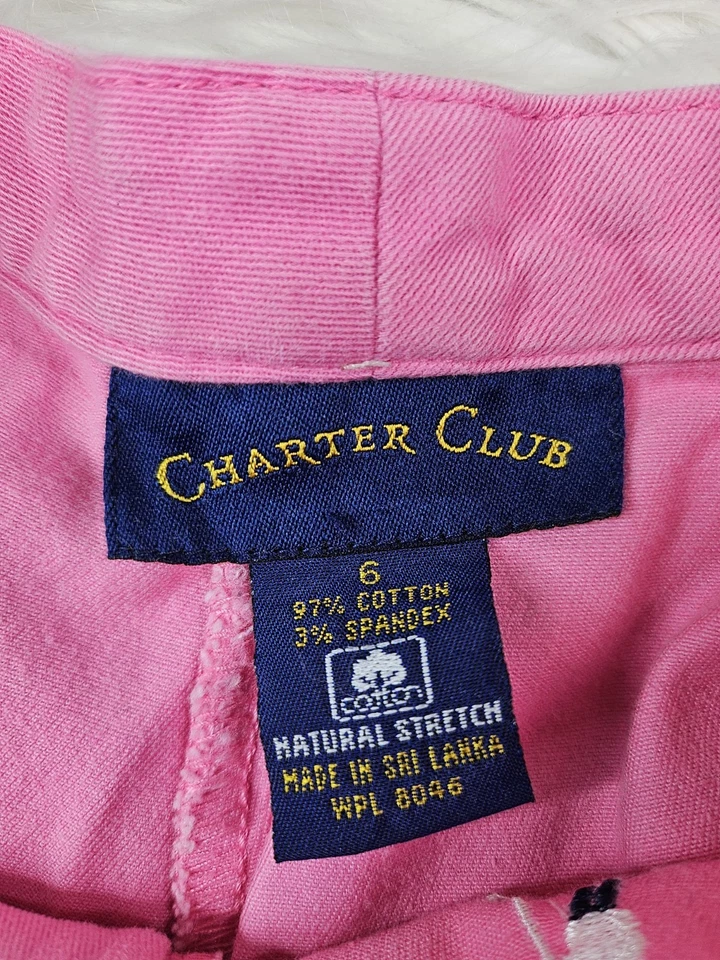 CHARTER CLUB
6
97% COTTON
3% SPANDEX
cotton
NATURAL STRETCH
MADE IN SRI LANKA
WPL 8046